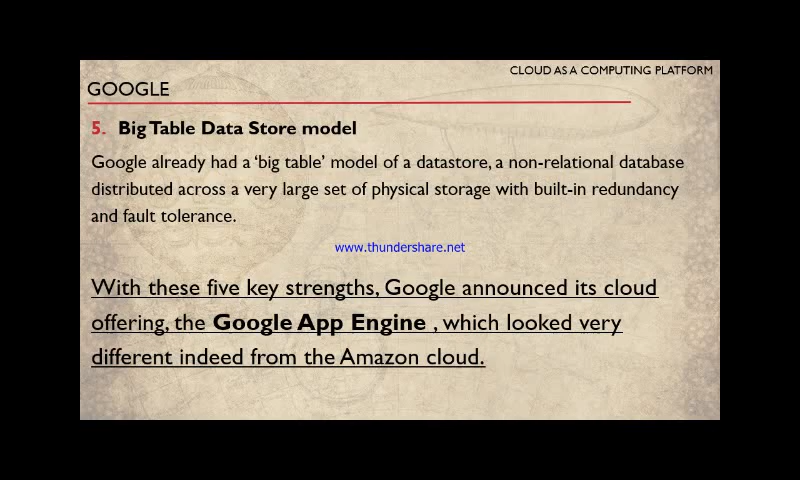 CLOUD AS A COMPUTING PLATFORM
GOOGLE
5. Big Table Data Store model
Google already had a ‘big table’ model of a datastore, a non-relational database
distributed across a very large set of physical storage with built-in redundancy
and fault tolerance.
www.thundershare.net
With these five key strengths, Google announced its cloud
offering, the Google App Engine , which looked very
different indeed from the Amazon cloud.